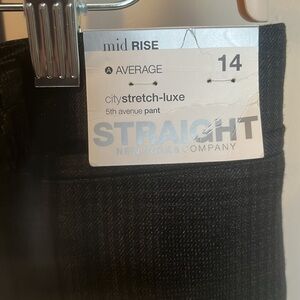 mid RISE
A AVERAGE 14
citystretch-luxe
5th avenue pant
STRAIGHT
NEW YORK & COMPANY